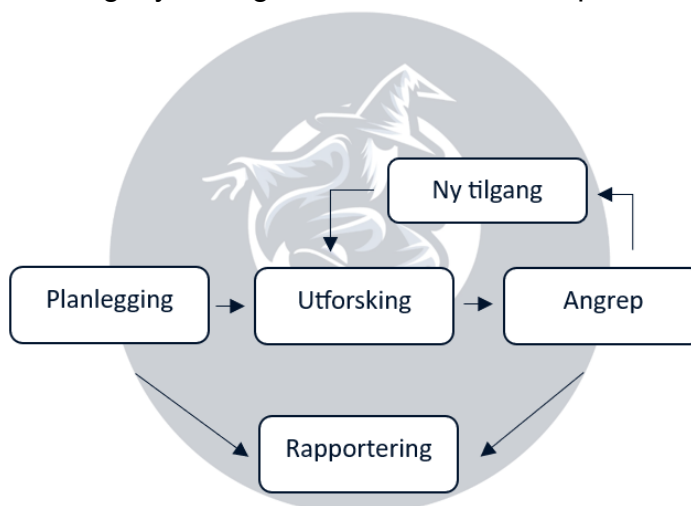 Ny tilgang
Planlegging
Utforsking
Angrep
Rapportering